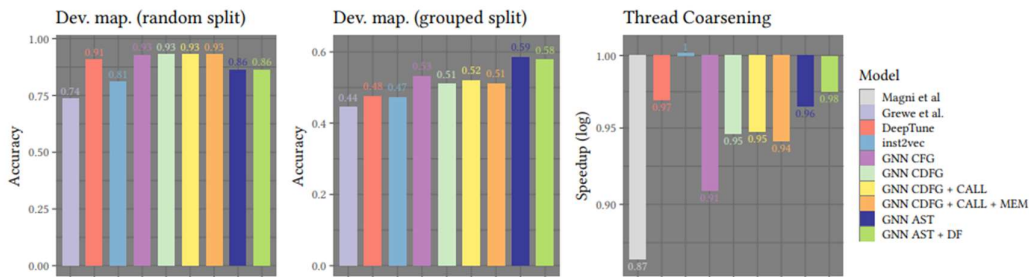 Dev. map. (random split)
Accuracy
1.00
0.75
0.50
0.25
0.00
0.74
0.91
0.81
0.93
0.93
0.93
0.93
0.86
0.86
Dev. map. (grouped split)
Accuracy
0.6
0.4
0.2
0.0
0.44
0.48
0.47
0.53
0.51
0.52
0.51
0.59
0.58
Thread Coarsening
Speedup (log)
1.00
0.95
0.90
0.87
0.97
1
0.91
0.95
0.95
0.94
0.96
0.98
Model
Magni et al
Grewe et al.
DeepTune
inst2vec
GNN CFG
GNN CDFG
GNN CDFG + CALL
GNN CDFG + CALL + MEM
GNN AST
GNN AST + DF